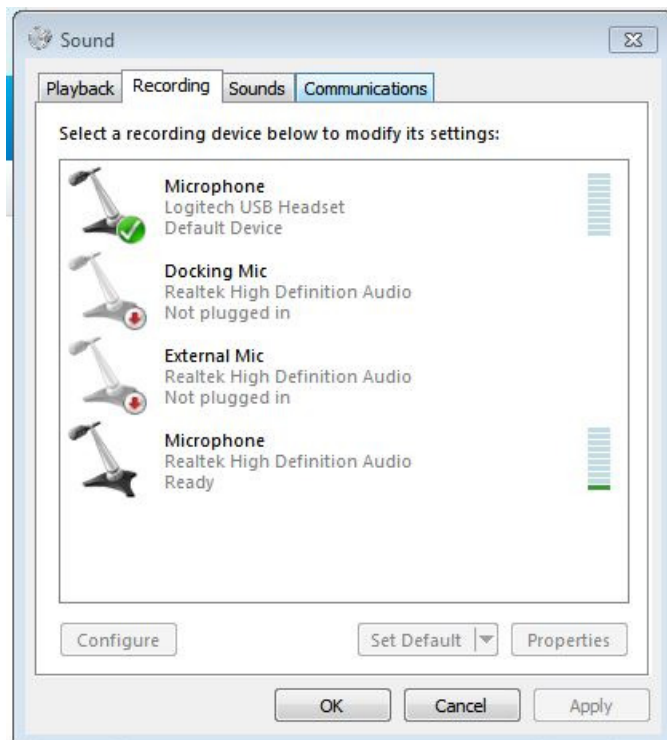 Sound
Playback Recording Sounds Communications
Select a recording device below to modify its settings:
Microphone
Logitech USB Headset
Default Device
Docking Mic
Realtek High Definition Audio
Not plugged in
External Mic
Realtek High Definition Audio
Not plugged in
Microphone
Realtek High Definition Audio
Ready
Configure Set Default Properties
OK Cancel Apply